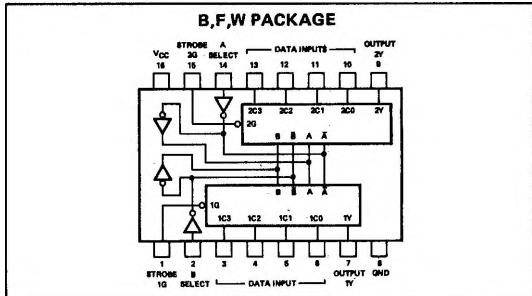 B,F,W PACKAGE
VCC STROBE 2G A SELECT DATA INPUTS OUTPUT 2Y
16 15 14 13 12 11 10 9
2C3 2C2 2C1 2C0 2Y
2G
B B A A
B B A A
1G
1C3 1C2 1C1 1C0 1Y
1 2 3 4 5 6 7 8
STROBE 1G B SELECT DATA INPUT OUTPUT 1Y GND